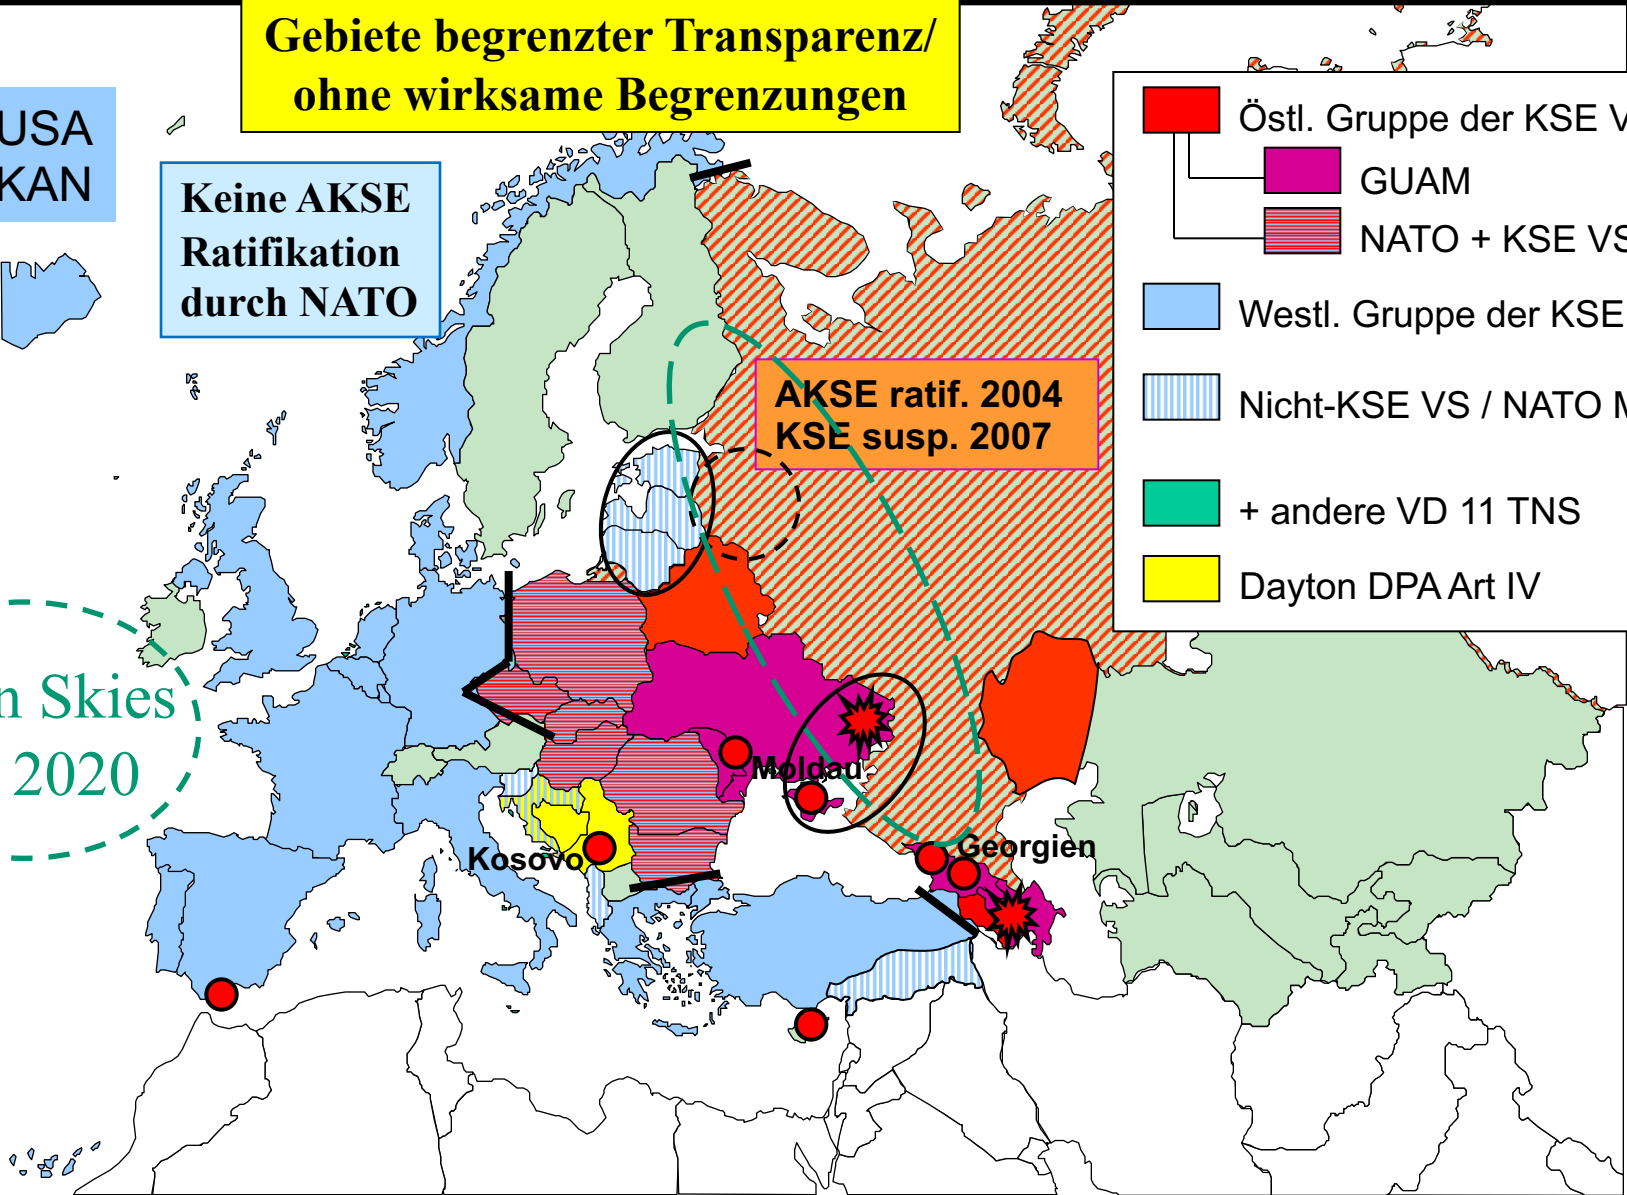 Gebiete begrenzter Transparenz/
ohne wirksame Begrenzungen
USA
KAN
Keine AKSE
Ratifikation
durch NATO
Östl. Gruppe der KSE V
GUAM
NATO + KSE VS
Westl. Gruppe der KSE
Nicht-KSE VS / NATO M
+ andere VD 11 TNS
Dayton DPA Art IV
AKSE ratif. 2004
KSE susp. 2007
n Skies
2020
Moldau
Kosovo
Georgien